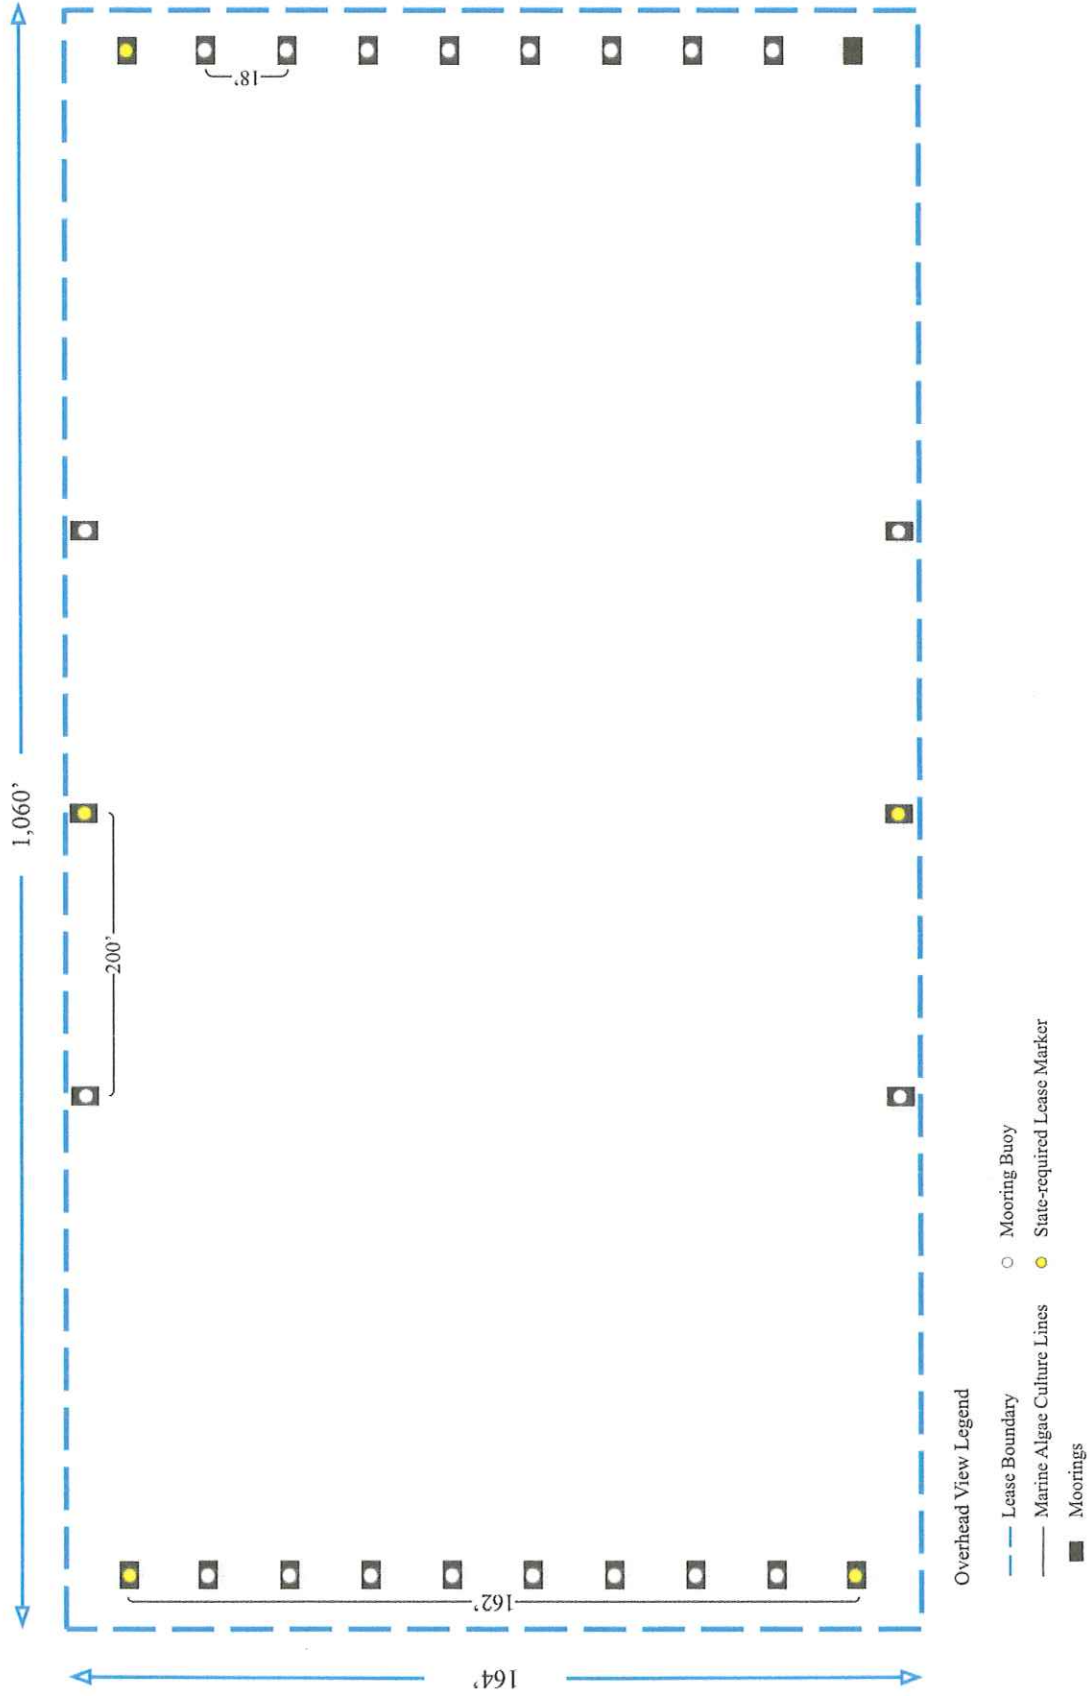 1,060’
18’
200’
162’
164’
Overhead View Legend
Lease Boundary
Mooring Buoy
Marine Algae Culture Lines
State-required Lease Marker
Moorings